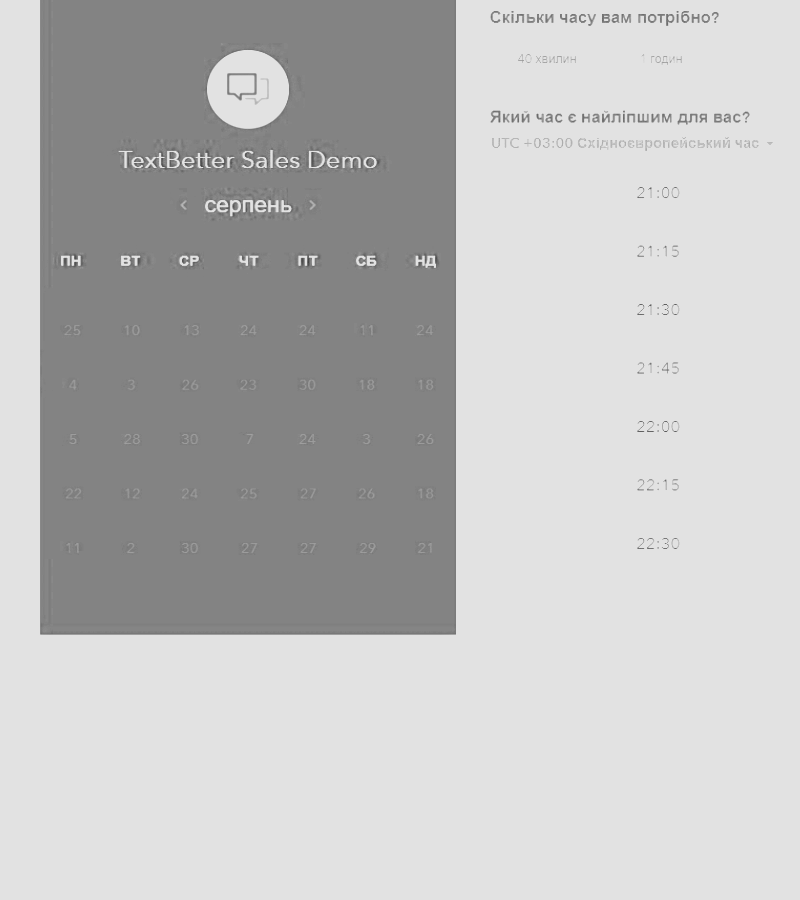 TextBetter Sales Demo
серпень
ПН ВТ СР ЧТ ПТ СБ НД
25 10 13 24 24 11 24
4 3 26 23 30 18 18
5 28 30 7 24 3 26
22 12 24 25 27 26 18
11 2 30 27 27 29 21
Скільки часу вам потрібно?
40 хвилин 1 годин
Який час є найліпшим для вас?
UTC +03:00 Східноєвропейський час
21:00
21:15
21:30
21:45
22:00
22:15
22:30